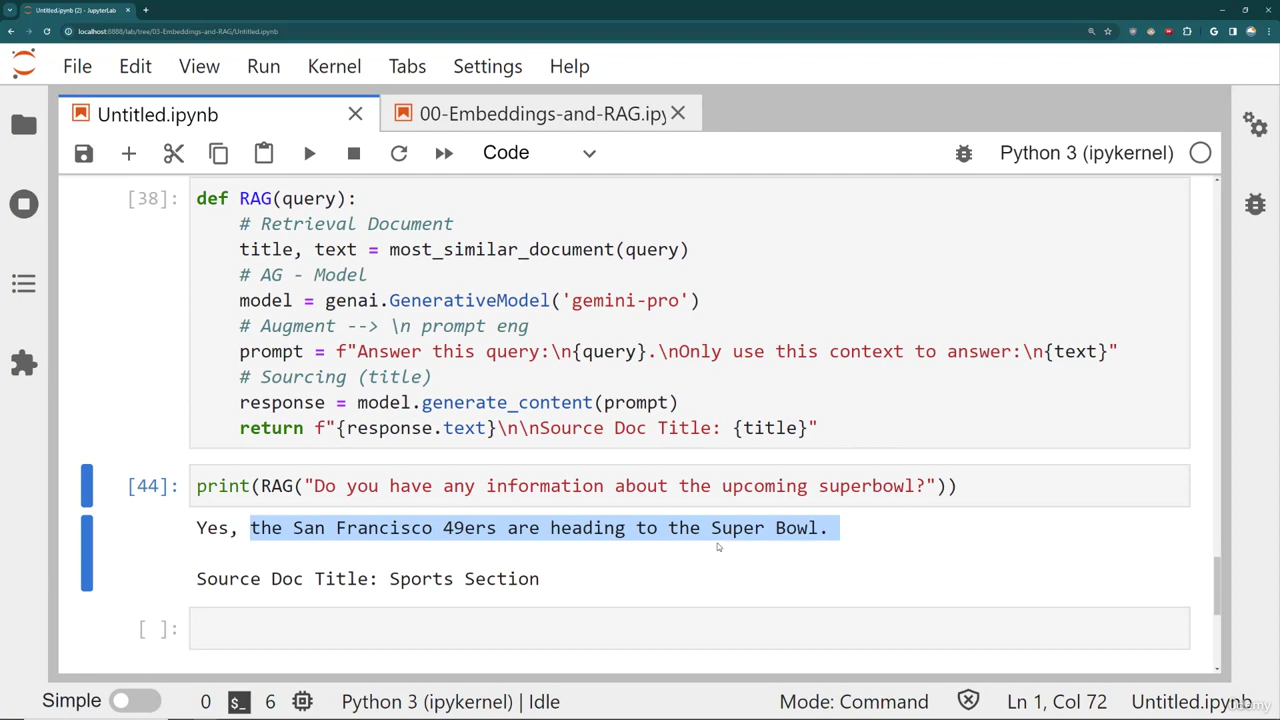 Untitled.ipynb (2) - JupyterLab
localhost:8888/lab/tree/03-Embeddings-and-RAG/Untitled.ipynb
File Edit View Run Kernel Tabs Settings Help
Untitled.ipynb 00-Embeddings-and-RAG.ipy
Code Python 3 (ipykernel)
[38]: def RAG(query):
# Retrieval Document
title, text = most_similar_document(query)
# AG - Model
model = genai.GenerativeModel('gemini-pro')
# Augment --> \n prompt eng
prompt = f"Answer this query:\n{query}.\nOnly use this context to answer:\n{text}"
# Sourcing (title)
response = model.generate_content(prompt)
return f"{response.text}\n\nSource Doc Title: {title}"
[44]: print(RAG("Do you have any information about the upcoming superbowl?"))
Yes, the San Francisco 49ers are heading to the Super Bowl.
Source Doc Title: Sports Section
[ ]:
Simple 0 $_ 6 Python 3 (ipykernel) | Idle Mode: Command Ln 1, Col 72 Untitled.ipynb
Udemy